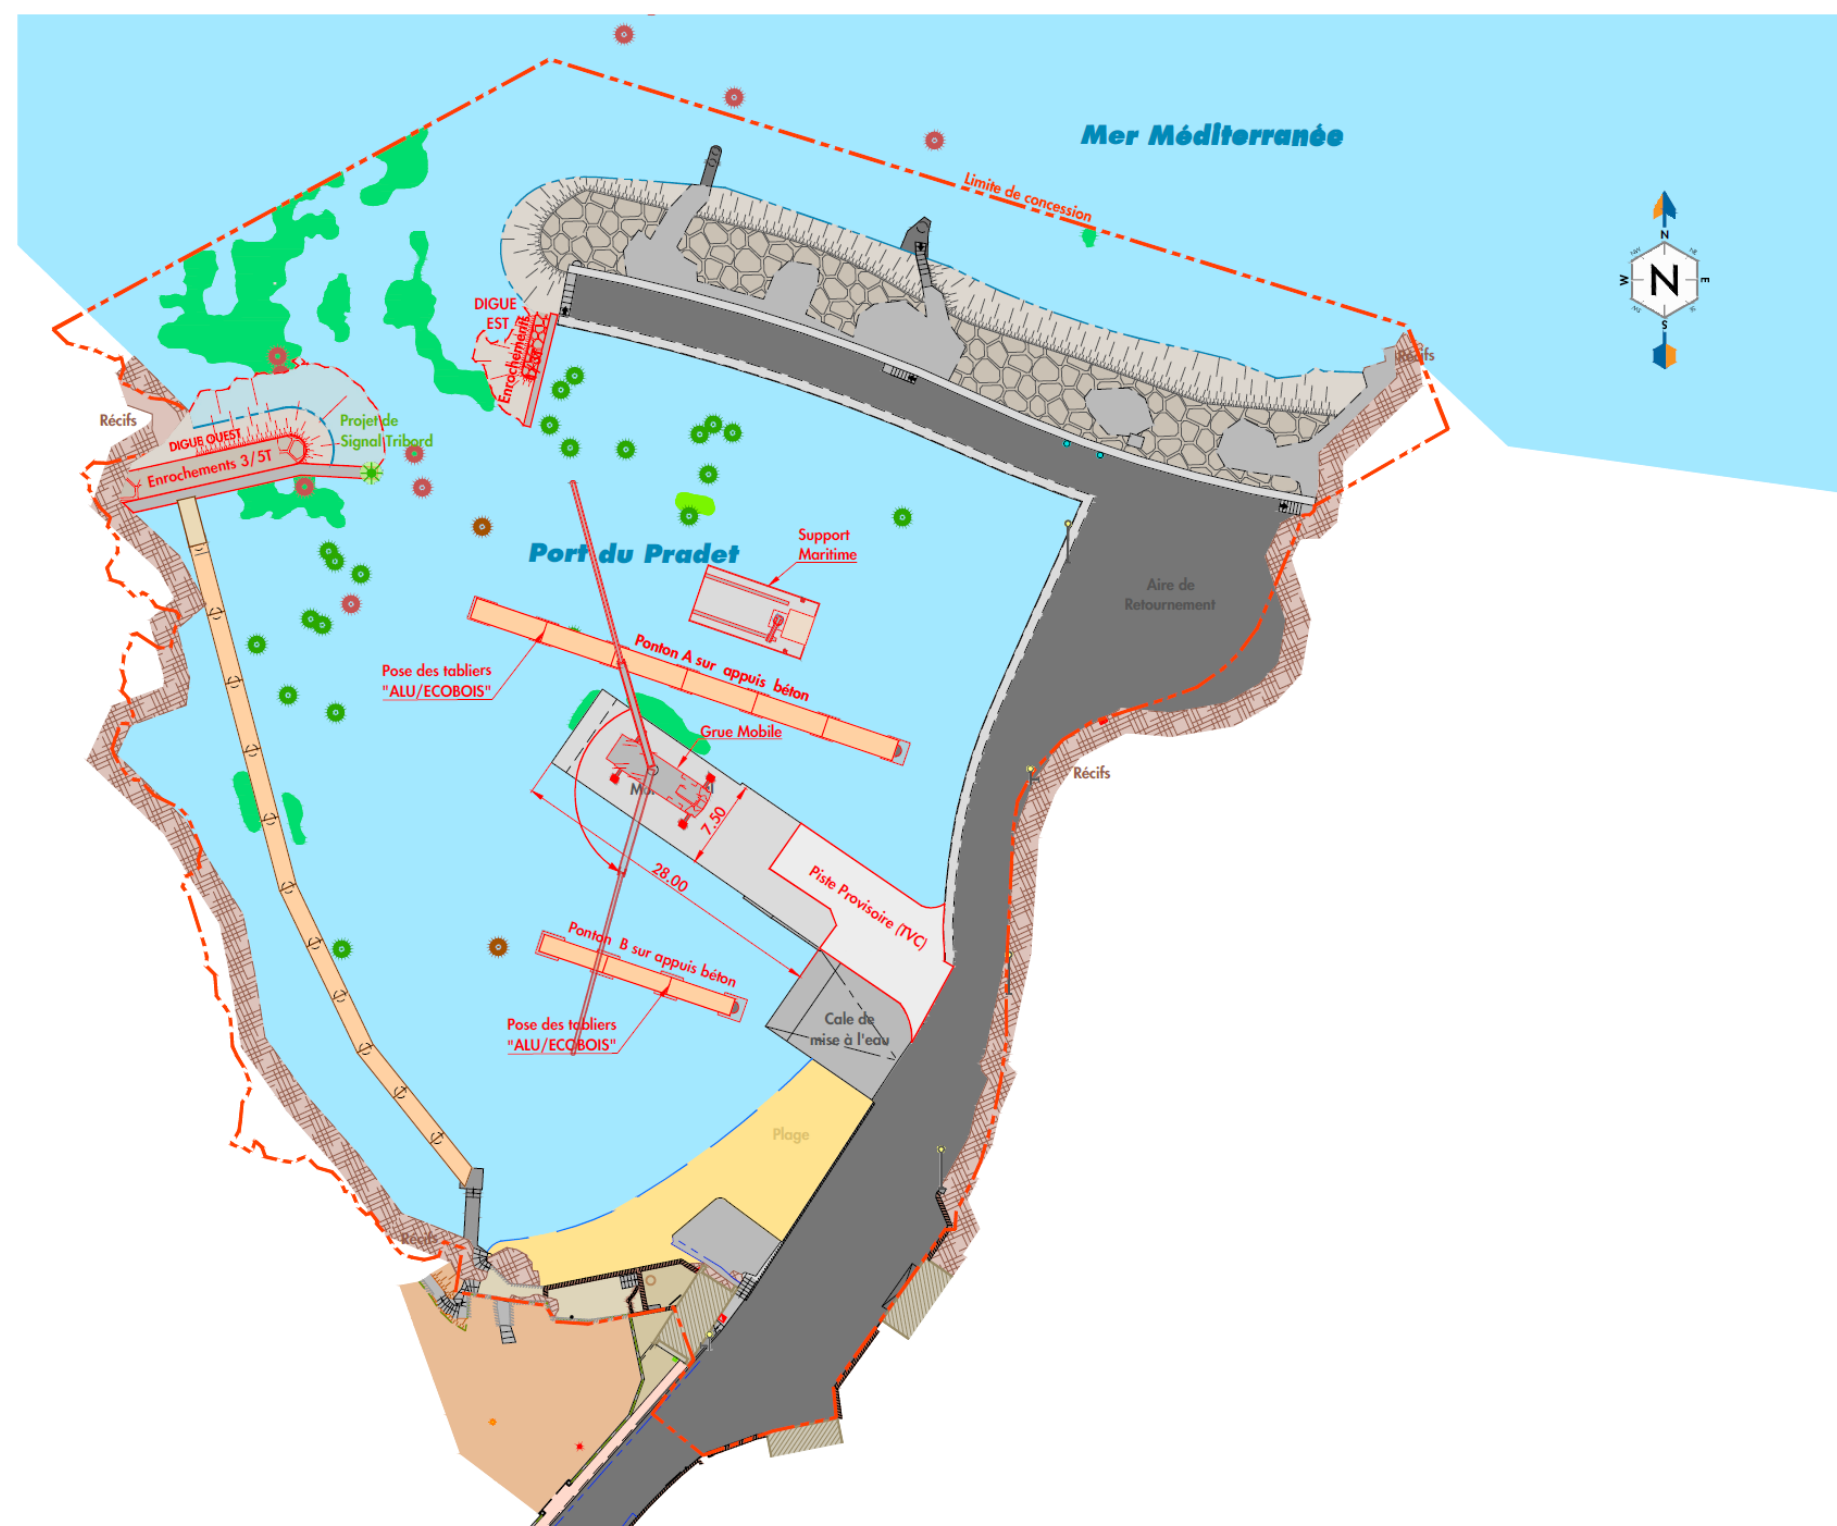 Mer Méditerranée
Limite de concession
N
N
W
E
S
DIGUE
EST
Enrochements
Récifs
Récifs
Projet de
Signal Tribord
DIGUE OUEST
Enrochements 3/5T
Port du Pradet
Support
Maritime
Aire de
Retournement
Pose des tabliers
"ALU/ECOBOIS"
Ponton A sur appuis béton
Grue Mobile
Récifs
7.50
28.00
Piste Provisoire (TVC)
Ponton B sur appuis béton
Pose des tabliers
"ALU/ECOBOIS"
Cale de
mise à l'eau
Plage
Récifs